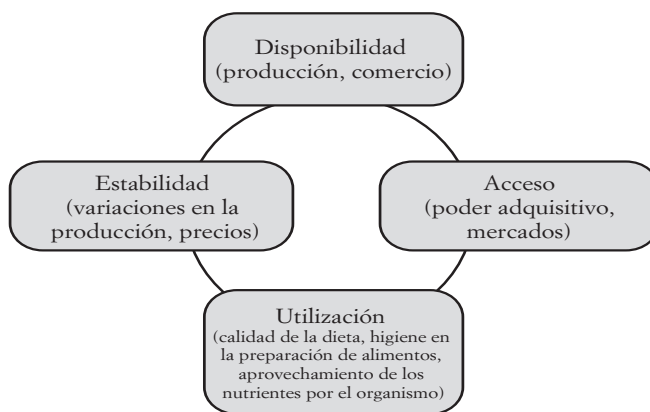 Disponibilidad
(producción, comercio)
Estabilidad
(variaciones en la
producción, precios)
Acceso
(poder adquisitivo,
mercados)
Utilización
(calidad de la dieta, higiene en
la preparación de alimentos,
aprovechamiento de los
nutrientes por el organismo)